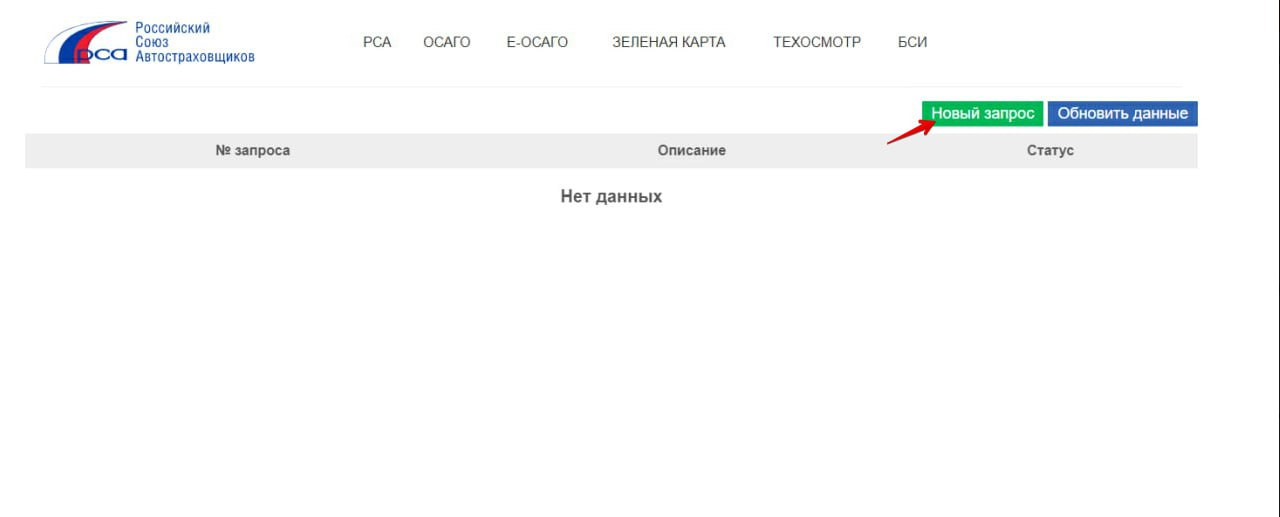 рса
Российский
Союз
Автостраховщиков
РСА ОСАГО Е-ОСАГО ЗЕЛЕНАЯ КАРТА ТЕХОСМОТР БСИ
Новый запрос Обновить данные
№ запроса Описание Статус
Нет данных